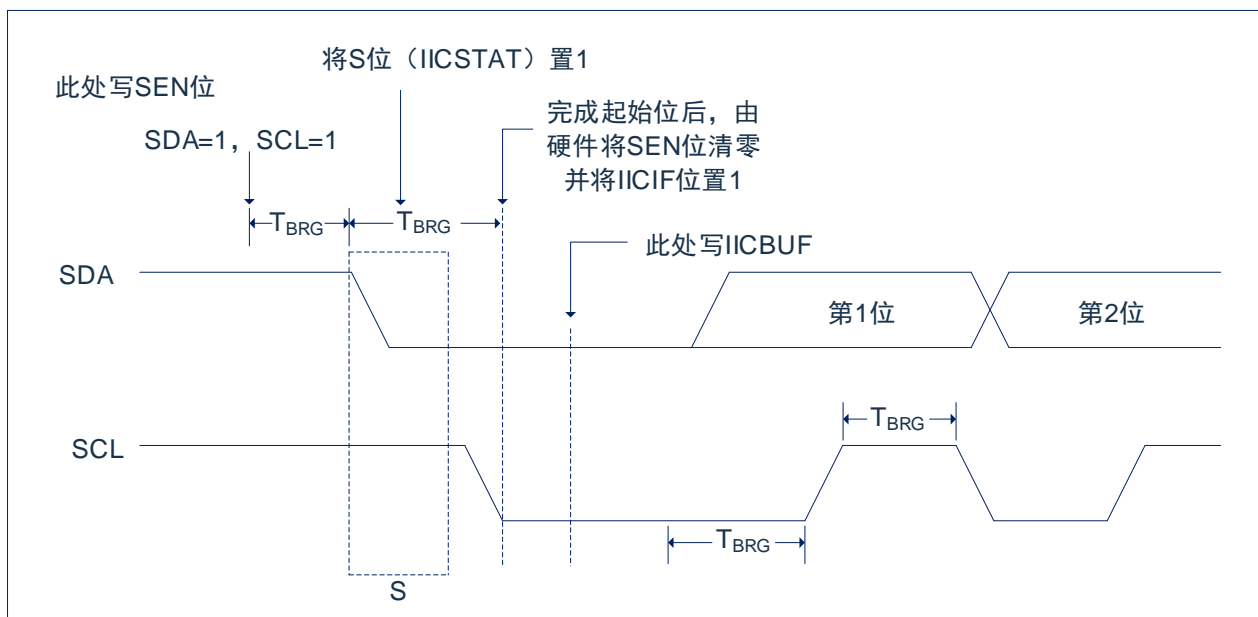 将S位（IICSTAT）置1
此处写SEN位
SDA=1，SCL=1
完成起始位后，由
硬件将SEN位清零
并将IICIF位置1
TBRG
TBRG
此处写IICBUF
SDA
第1位
第2位
TBRG
SCL
TBRG
S